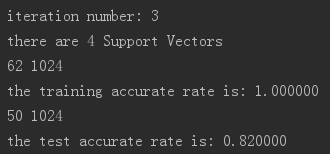 iteration number: 3
there are 4 Support Vectors
62 1024
the training accurate rate is: 1.000000
50 1024
the test accurate rate is: 0.820000